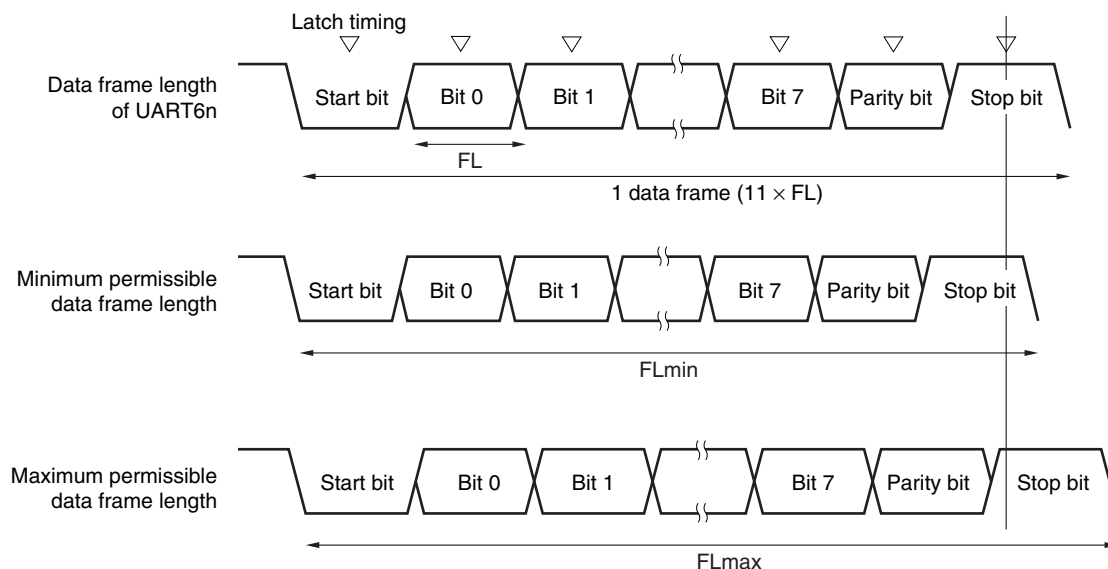 Latch timing
Data frame length
of UART6n
Start bit
Bit 0
Bit 1
Bit 7
Parity bit
Stop bit
FL
1 data frame (11 × FL)
Minimum permissible
data frame length
Start bit
Bit 0
Bit 1
Bit 7
Parity bit
Stop bit
FLmin
Maximum permissible
data frame length
Start bit
Bit 0
Bit 1
Bit 7
Parity bit
Stop bit
FLmax